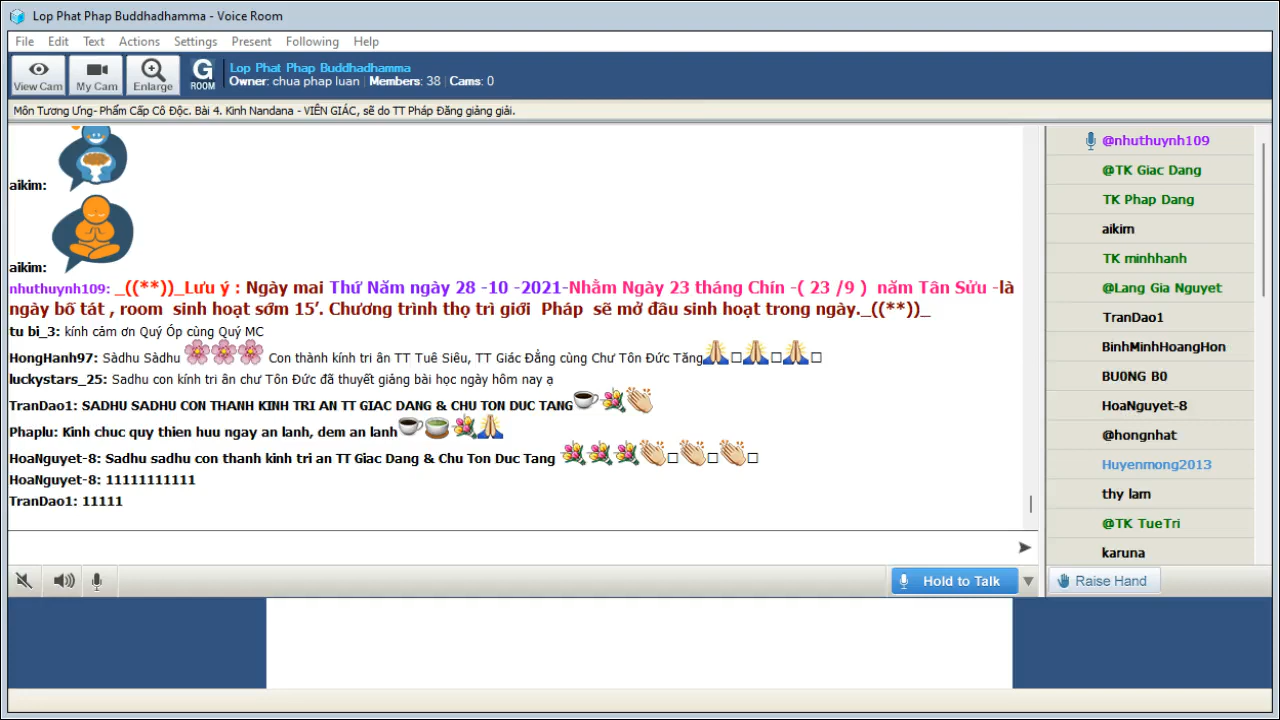 Lop Phat Phap Buddhadhamma - Voice Room
File Edit Text Actions Settings Present Following Help
View Cam My Cam Enlarge G ROOM
Lop Phat Phap Buddhadhamma
Owner: chua phap luan | Members: 38 | Cams: 0
Môn Tương Ưng- Phẩm Cấp Cô Độc. Bài 4. Kinh Nandana - VIÊN GIÁC, sẽ do TT Pháp Đăng giảng giải.
aikim:
aikim:
nhuthuynh109: _((**))_Lưu ý : Ngày mai Thứ Năm ngày 28 -10 -2021-Nhằm Ngày 23 tháng Chín -( 23 /9 ) năm Tân Sửu -là
ngày bố tát , room sinh hoạt sớm 15’. Chương trình thọ trì giới Pháp sẽ mở đầu sinh hoạt trong ngày._((**))_
tu bi_3: kính cảm ơn Quý Óp cùng Quý MC
HongHanh97: Sàdhu Sàdhu Con thành kính tri ân TT Tuệ Siêu, TT Giác Đẳng cùng Chư Tôn Đức Tăng
luckystars_25: Sadhu con kính tri ân chư Tôn Đức đã thuyết giảng bài học ngày hôm nay ạ
TranDao1: SADHU SADHU CON THANH KINH TRI AN TT GIAC DANG & CHU TON DUC TANG
Phaplu: Kinh chuc quy thien huu ngay an lanh, dem an lanh
HoaNguyet-8: Sadhu sadhu con thanh kinh tri an TT Giac Dang & Chu Ton Duc Tang
HoaNguyet-8: 11111111111
TranDao1: 11111
@nhuthuynh109
@TK Giac Dang
TK Phap Dang
aikim
TK minhhanh
@Lang Gia Nguyet
TranDao1
BinhMinhHoangHon
BU0NG B0
HoaNguyet-8
@hongnhat
Huyenmong2013
thy lam
@TK TueTri
karuna
Hold to Talk
Raise Hand